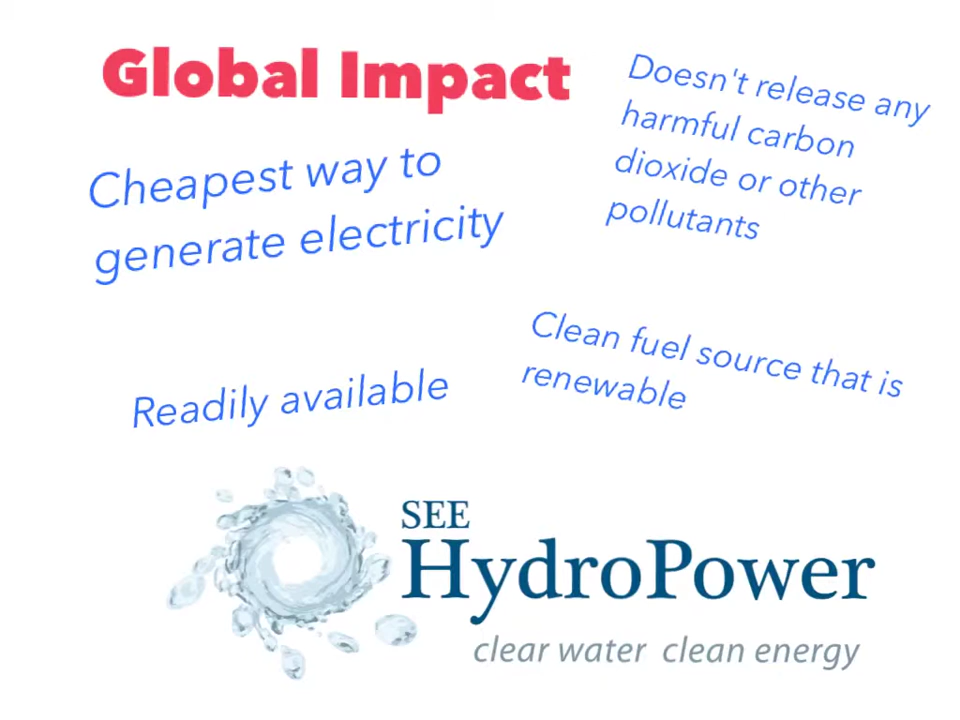 Global Impact
Cheapest way to
generate electricity
Doesn't release any
harmful carbon
dioxide or other
pollutants
Readily available
Clean fuel source that is
renewable
SEE
HydroPower
clear water clean energy